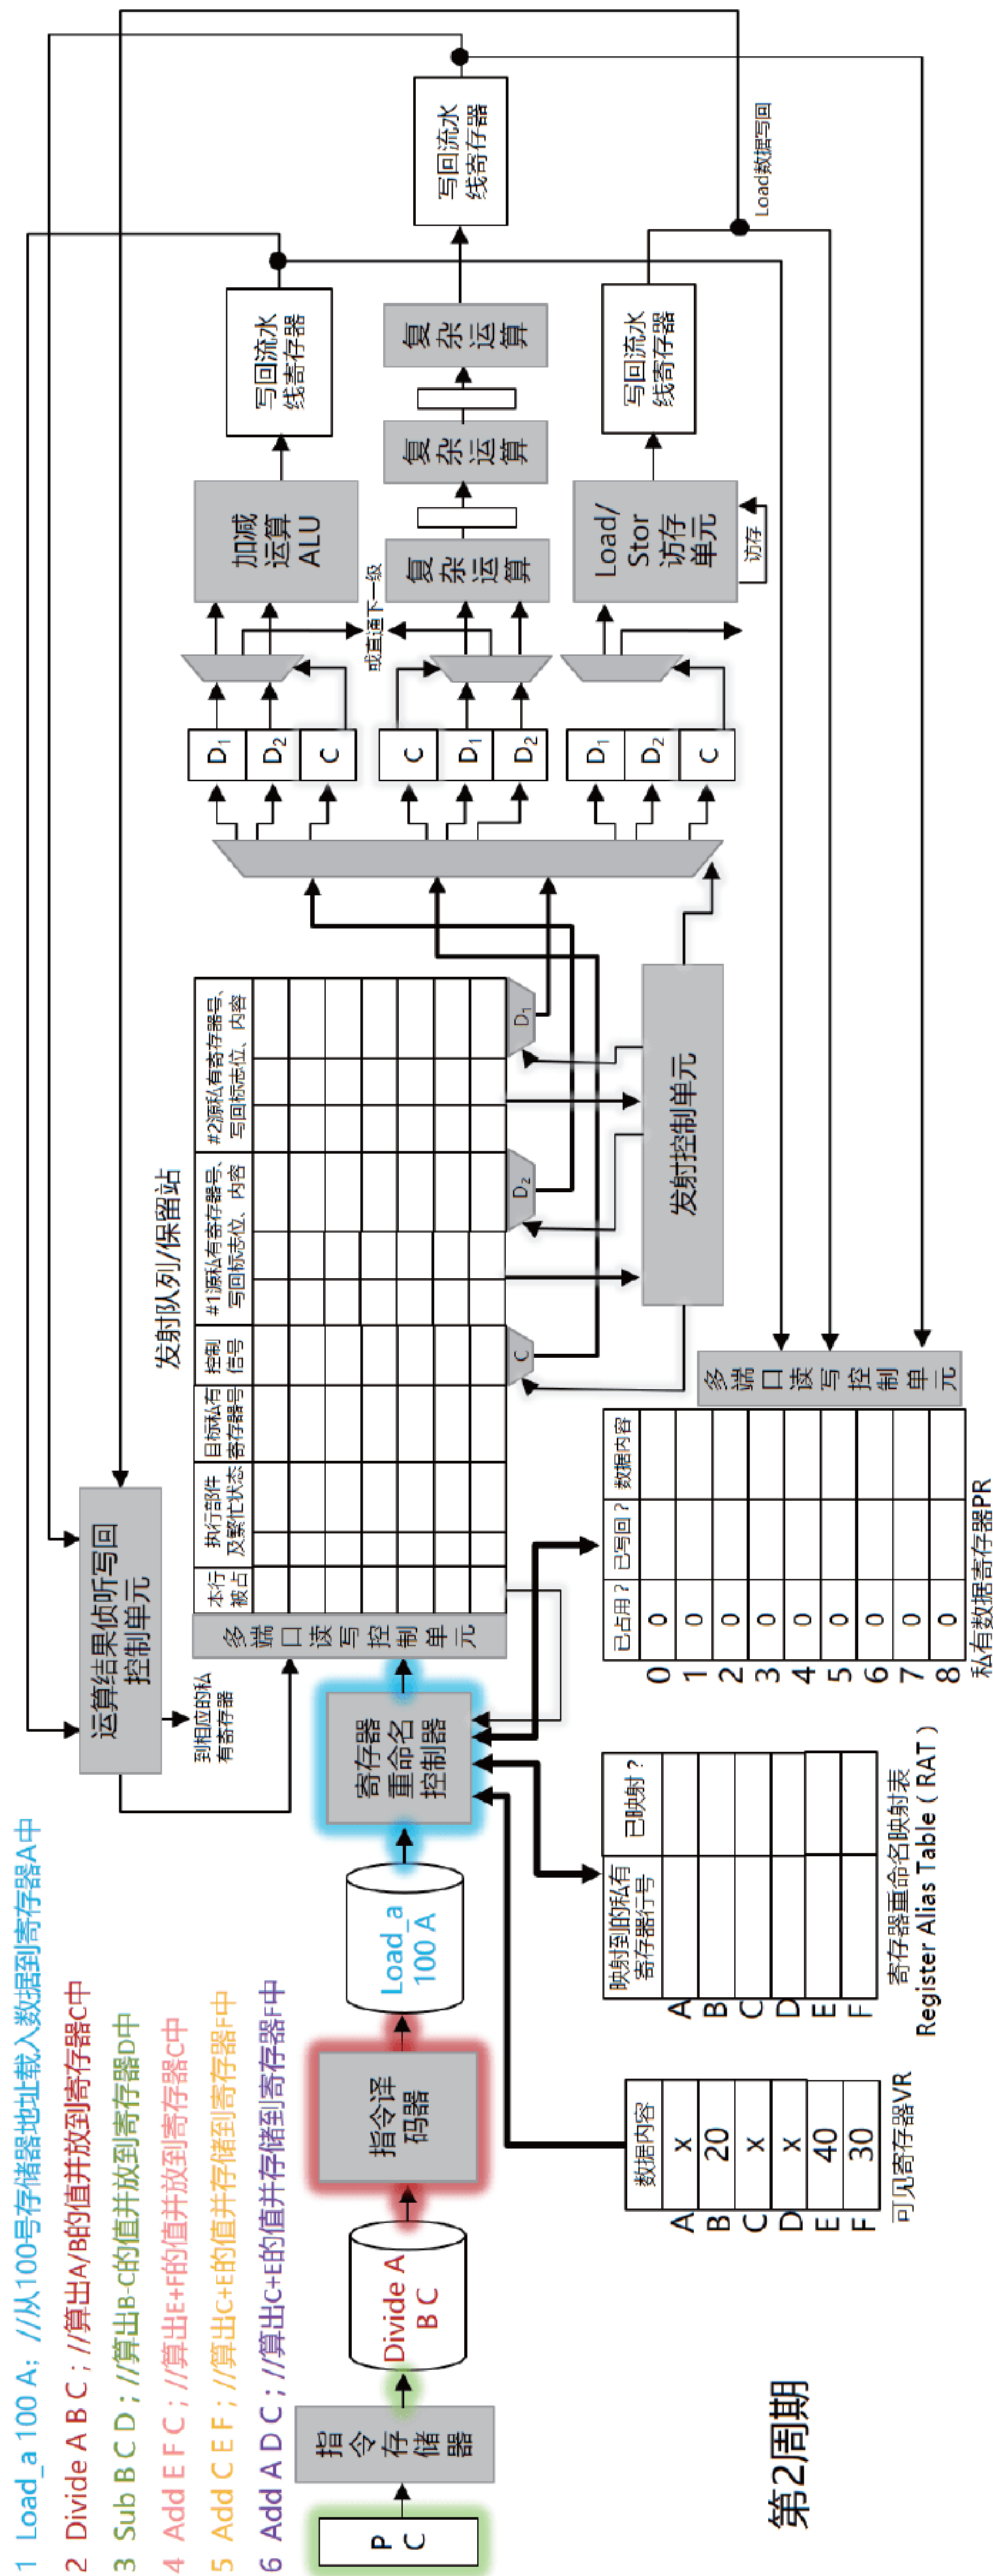 1 Load_a 100 A; //从100号存储器地址载入数据到寄存器A中
2 Divide A B C；//算出A/B的值并放到寄存器C中
3 Sub B C D；//算出B-C的值并放到寄存器D中
4 Add E F C；//算出E+F的值并放到寄存器C中
5 Add C E F；//算出C+E的值并存储到寄存器F中
6 Add A D C；//算出C+E的值并存储到寄存器F中
第2周期
P
C
指令存储器
Divide A
B C
指令译
码器
Load_a
100 A
寄存器
重命名
控制器
运算结果侦听写回
控制单元
到相应的私
有寄存器
发射队列/保留站
多端口读写控制单元
本行
被占
执行部件
及繁忙状态
目标私有
寄存器号
控制
信号
#1源私有寄存器号、
写回标志位、内容
#2源私有寄存器号、
写回标志位、内容
C
D2
D1
发射控制单元
D1
D2
C
C
D1
D2
D1
D2
C
或直通下一级
加减
运算
ALU
复杂运算
复杂运算
复杂运算
Load/
Stor
访存
单元
访存
写回流水
线寄存器
写回流水
线寄存器
写回流水
线寄存器
Load数据写回
数据内容
A x
B 20
C x
D x
E 40
F 30
可见寄存器VR
映射到的私有
寄存器行号
已映射？
A
B
C
D
E
F
寄存器重命名映射表
Register Alias Table（RAT）
已占用？ 已写回？ 数据内容
0 0
1 0
2 0
3 0
4 0
5 0
6 0
7 0
8 0
私有数据寄存器PR
多端口读写控制单元